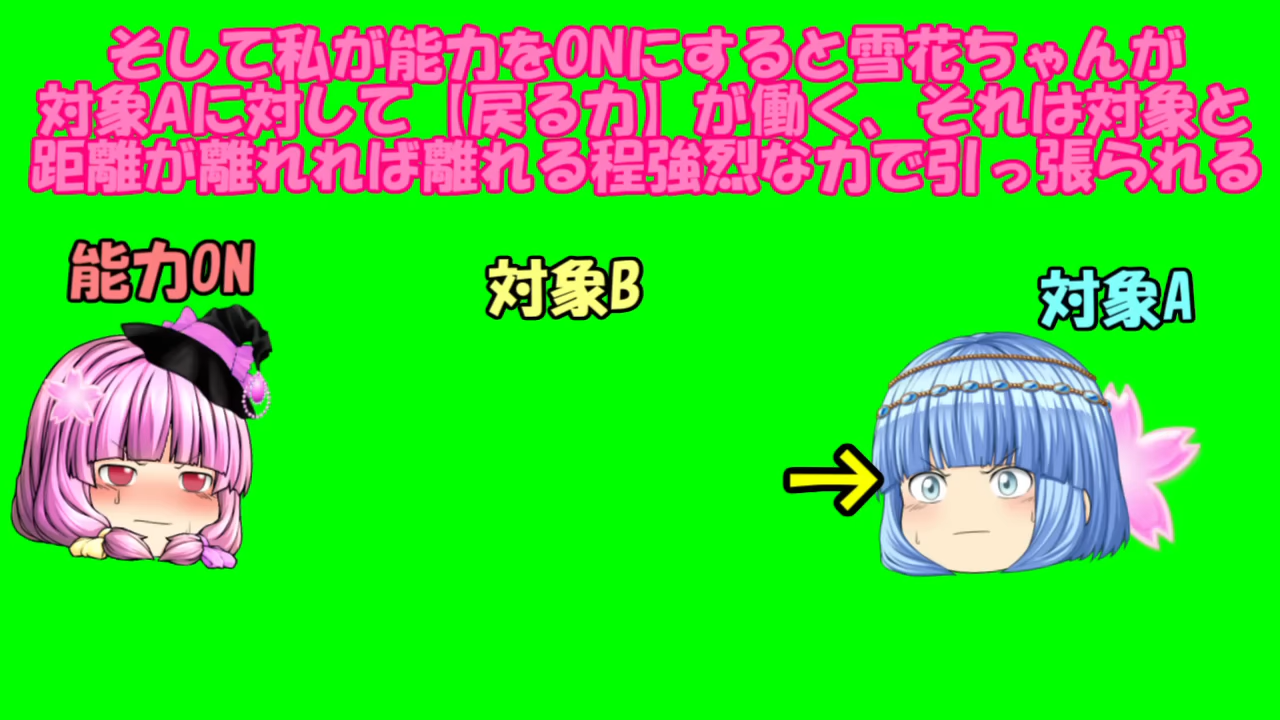 そして私が能力をONにすると雪花ちゃんが
対象Aに対して【戻る力】が働く、それは対象と
距離が離れれば離れる程強烈な力で引っ張られる
能力ON
対象B
対象A